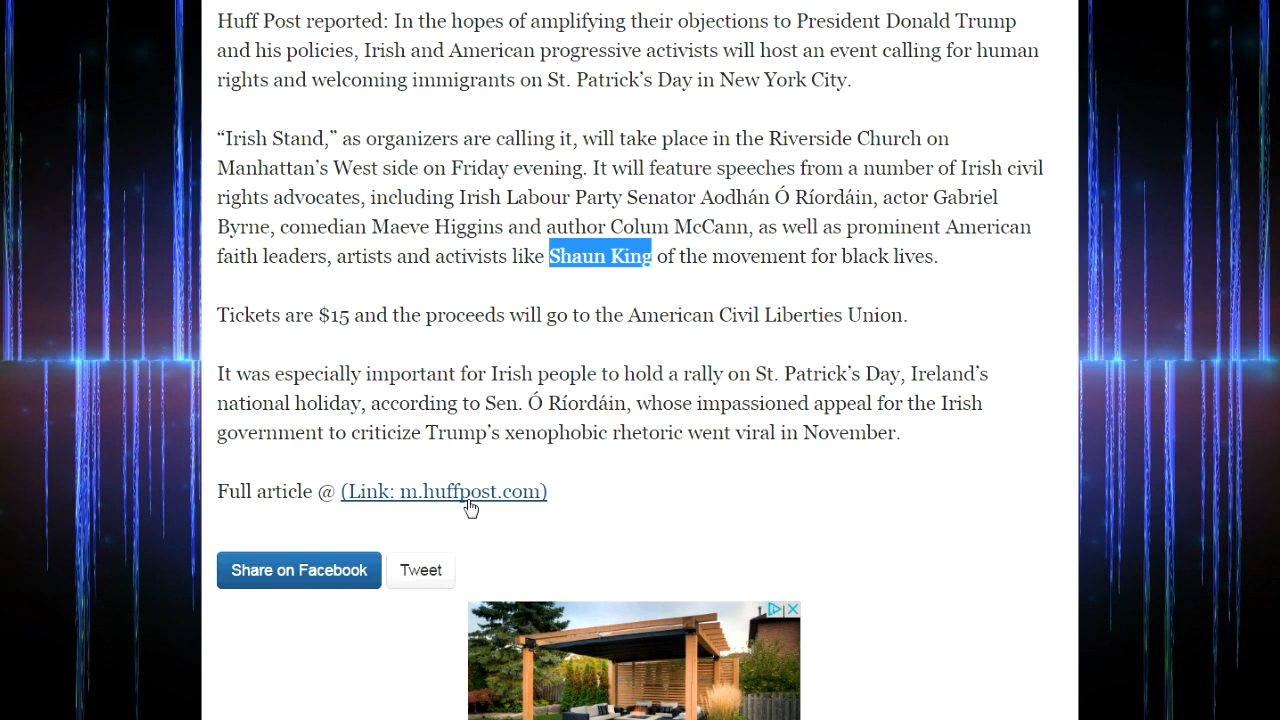 Huff Post reported: In the hopes of amplifying their objections to President Donald Trump
and his policies, Irish and American progressive activists will host an event calling for human
rights and welcoming immigrants on St. Patrick’s Day in New York City.
“Irish Stand,” as organizers are calling it, will take place in the Riverside Church on
Manhattan’s West side on Friday evening. It will feature speeches from a number of Irish civil
rights advocates, including Irish Labour Party Senator Aodhán Ó Ríordáin, actor Gabriel
Byrne, comedian Maeve Higgins and author Colum McCann, as well as prominent American
faith leaders, artists and activists like Shaun King of the movement for black lives.
Tickets are $15 and the proceeds will go to the American Civil Liberties Union.
It was especially important for Irish people to hold a rally on St. Patrick’s Day, Ireland’s
national holiday, according to Sen. Ó Ríordáin, whose impassioned appeal for the Irish
government to criticize Trump’s xenophobic rhetoric went viral in November.
Full article @ (Link: m.huffpost.com)
Share on Facebook Tweet